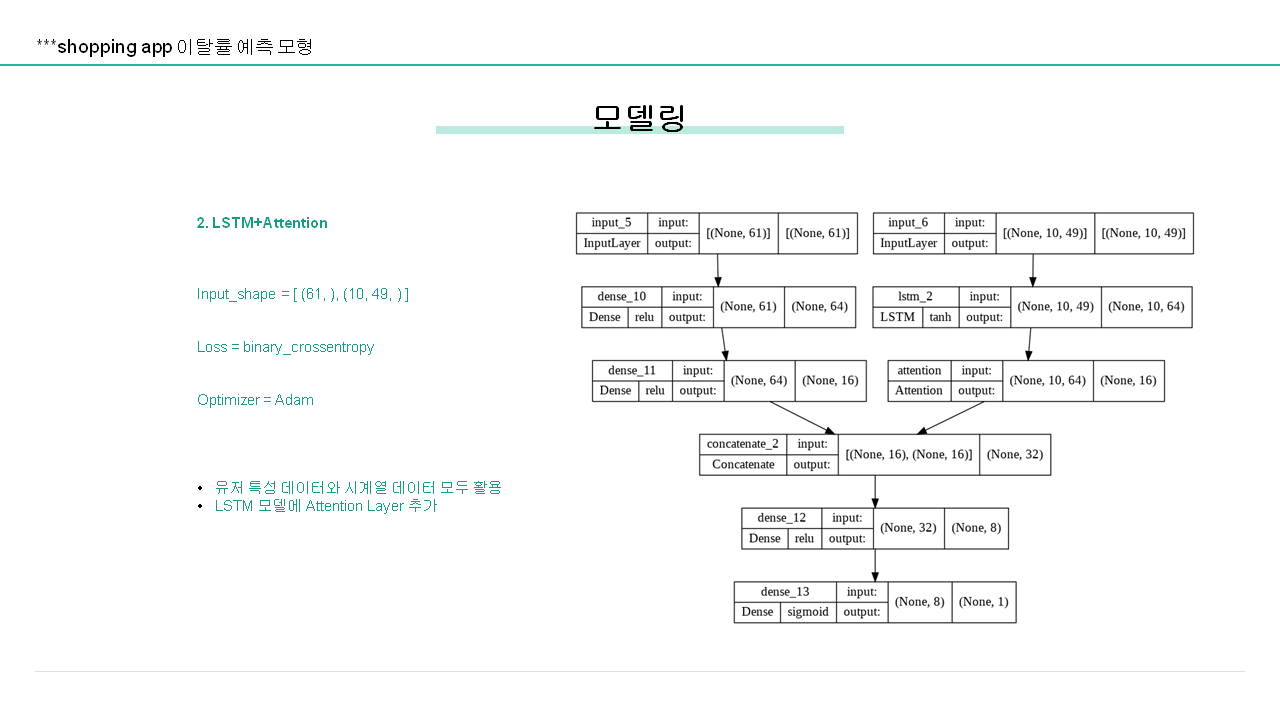 ***shopping app 이탈률 예측 모형
모델링
2. LSTM+Attention
Input_shape = [ (61, ), (10, 49, ) ]
Loss = binary_crossentropy
Optimizer = Adam
• 유저 특성 데이터와 시계열 데이터 모두 활용
• LSTM 모델에 Attention Layer 추가
input_5 input: [(None, 61)] [(None, 61)]
InputLayer output:
input_6 input: [(None, 10, 49)] [(None, 10, 49)]
InputLayer output:
dense_10 input: (None, 61) (None, 64)
Dense relu output:
lstm_2 input: (None, 10, 49) (None, 10, 64)
LSTM tanh output:
dense_11 input: (None, 64) (None, 16)
Dense relu output:
attention input: (None, 10, 64) (None, 16)
Attention output:
concatenate_2 input: [(None, 16), (None, 16)] (None, 32)
Concatenate output:
dense_12 input: (None, 32) (None, 8)
Dense relu output:
dense_13 input: (None, 8) (None, 1)
Dense sigmoid output: